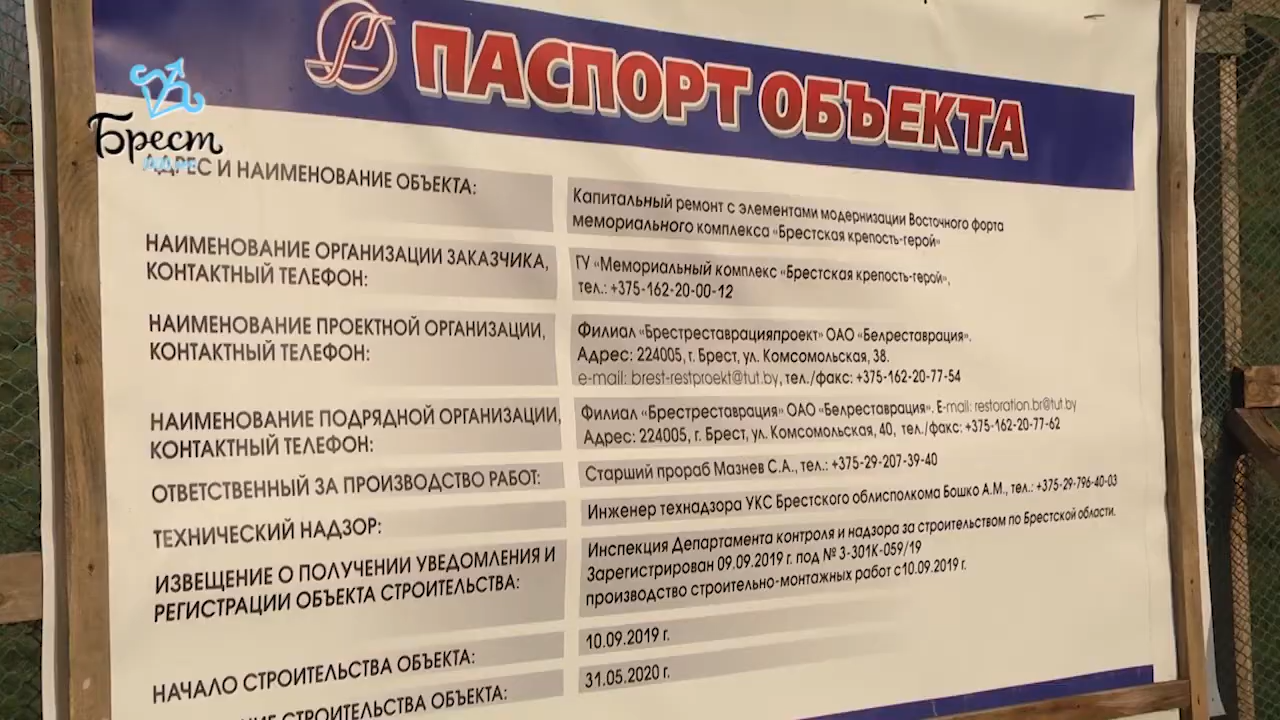 ПАСПОРТ ОБЪЕКТА
Брест
АДРЕС И НАИМЕНОВАНИЕ ОБЪЕКТА:
Капитальный ремонт с элементами модернизации Восточного форта
мемориального комплекса «Брестская крепость-герой»
НАИМЕНОВАНИЕ ОРГАНИЗАЦИИ ЗАКАЗЧИКА,
КОНТАКТНЫЙ ТЕЛЕФОН:
ГУ «Мемориальный комплекс «Брестская крепость-герой»,
тел.: +375-162-20-00-12
НАИМЕНОВАНИЕ ПРОЕКТНОЙ ОРГАНИЗАЦИИ,
КОНТАКТНЫЙ ТЕЛЕФОН:
Филиал «Брестреставрацияпроект» ОАО «Белреставрация».
Адрес: 224005, г. Брест, ул. Комсомольская, 38.
e-mail: brest-restproekt@tut.by, тел./факс: +375-162-20-77-54
НАИМЕНОВАНИЕ ПОДРЯДНОЙ ОРГАНИЗАЦИИ,
КОНТАКТНЫЙ ТЕЛЕФОН:
Филиал «Брестреставрация» ОАО «Белреставрация». E-mail: restoration.br@tut.by
Адрес: 224005, г. Брест, ул. Комсомольская, 40, тел./факс: +375-162-20-77-62
ОТВЕТСТВЕННЫЙ ЗА ПРОИЗВОДСТВО РАБОТ:
Старший прораб Мазнев С.А., тел.: +375-29-207-39-40
ТЕХНИЧЕСКИЙ НАДЗОР:
Инженер технадзора УКС Брестского облисполкома Бошко А.М., тел.: +375-29-796-40-03
ИЗВЕЩЕНИЕ О ПОЛУЧЕНИИ УВЕДОМЛЕНИЯ И
РЕГИСТРАЦИИ ОБЪЕКТА СТРОИТЕЛЬСТВА:
Инспекция Департамента контроля и надзора за строительством по Брестской области.
Зарегистрирован 09.09.2019 г. под № 3-301К-059/19
производство строительно-монтажных работ с10.09.2019 г.
НАЧАЛО СТРОИТЕЛЬСТВА ОБЪЕКТА:
10.09.2019 г.
СТРОИТЕЛЬСТВА ОБЪЕКТА:
31.05.2020 г.